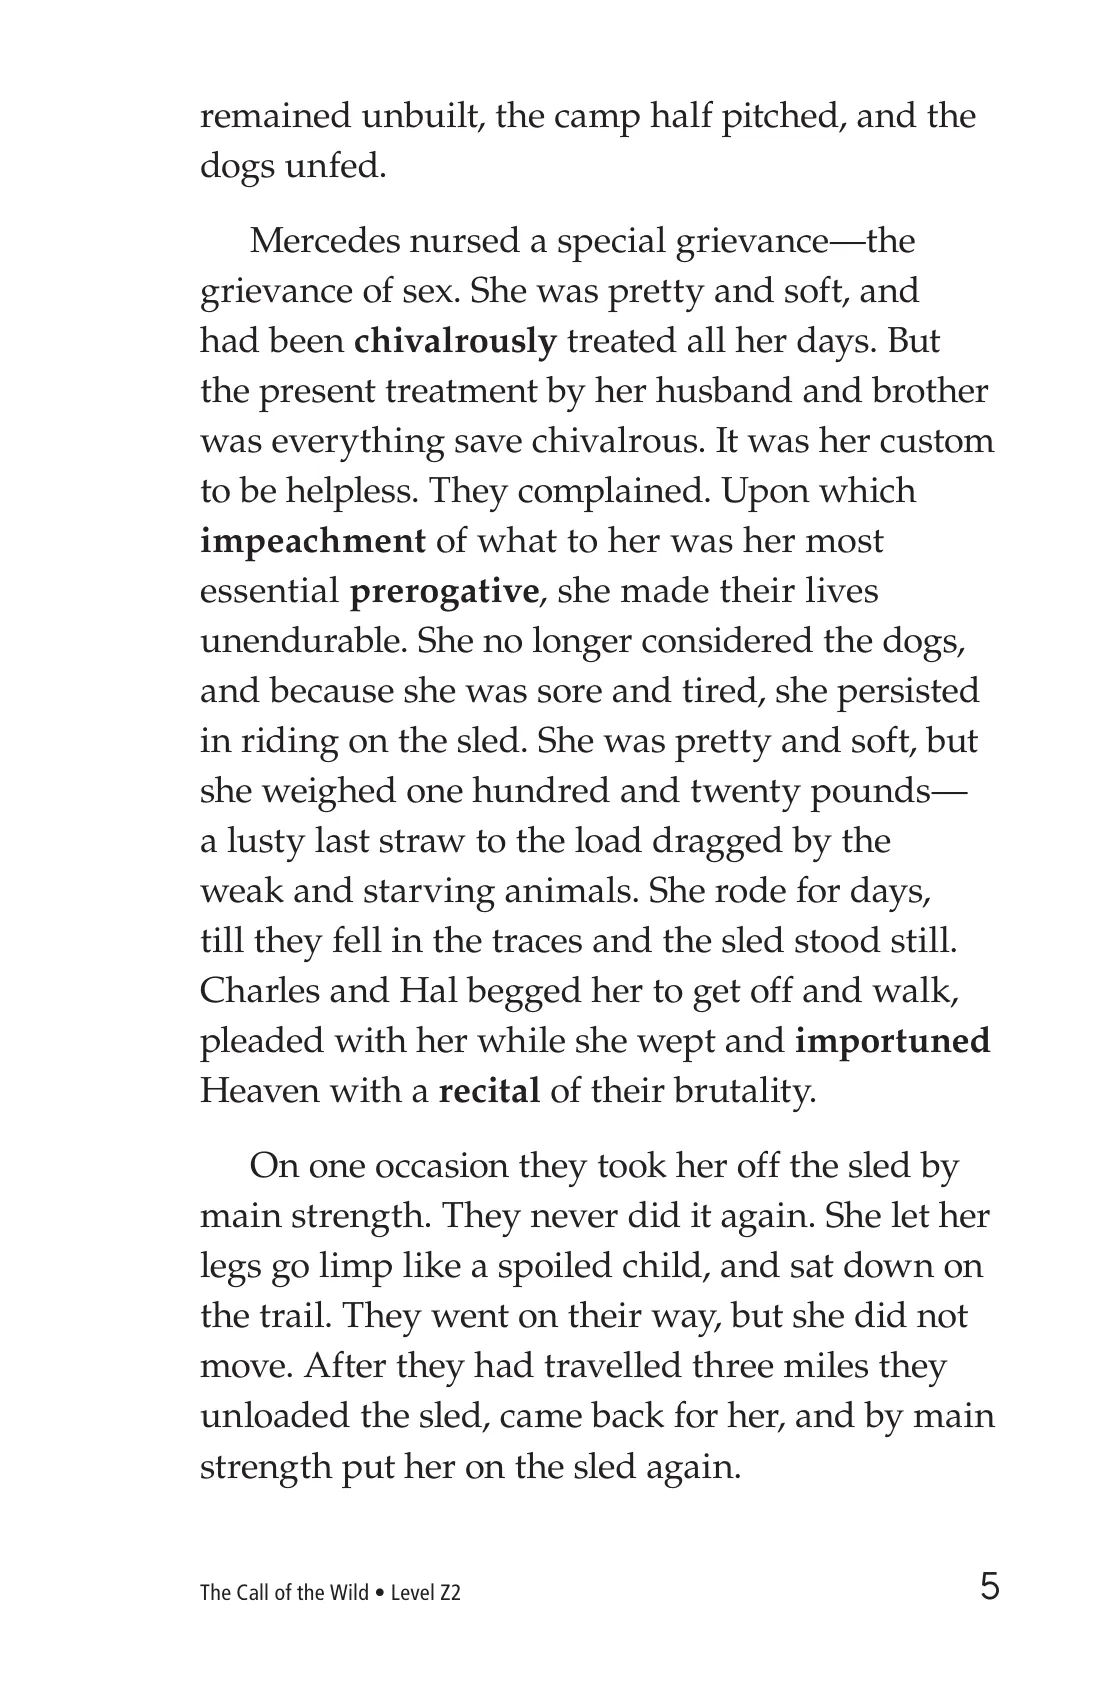 remained unbuilt, the camp half pitched, and the
dogs unfed.
Mercedes nursed a special grievance—the
grievance of sex. She was pretty and soft, and
had been chivalrously treated all her days. But
the present treatment by her husband and brother
was everything save chivalrous. It was her custom
to be helpless. They complained. Upon which
impeachment of what to her was her most
essential prerogative, she made their lives
unendurable. She no longer considered the dogs,
and because she was sore and tired, she persisted
in riding on the sled. She was pretty and soft, but
she weighed one hundred and twenty pounds—
a lusty last straw to the load dragged by the
weak and starving animals. She rode for days,
till they fell in the traces and the sled stood still.
Charles and Hal begged her to get off and walk,
pleaded with her while she wept and importuned
Heaven with a recital of their brutality.
On one occasion they took her off the sled by
main strength. They never did it again. She let her
legs go limp like a spoiled child, and sat down on
the trail. They went on their way, but she did not
move. After they had travelled three miles they
unloaded the sled, came back for her, and by main
strength put her on the sled again.
The Call of the Wild • Level Z2 5